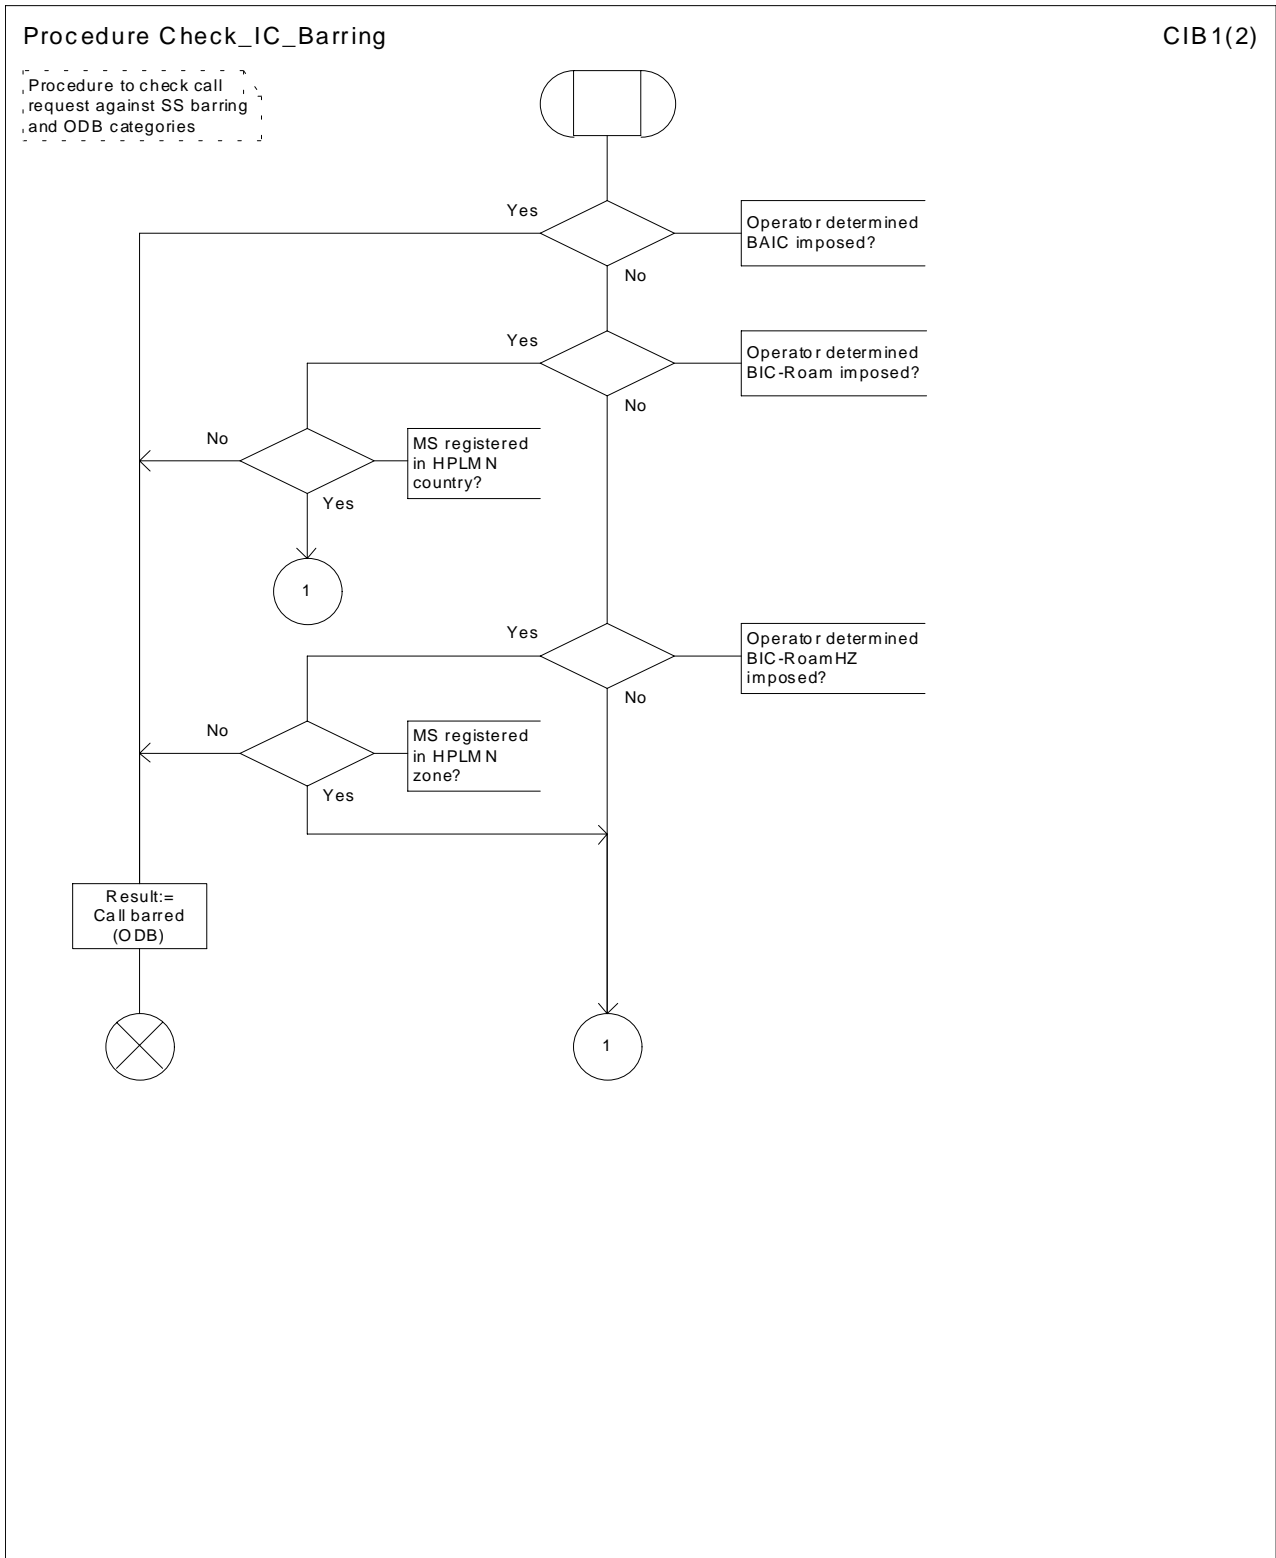 Procedure Check_IC_Barring
CIB1(2)
Procedure to check call
request against SS barring
and ODB categories
Yes
Operator determined
BAIC imposed?
No
Yes
Operator determined
BIC-Roam imposed?
No
No
MS registered
in HPLMN
country?
Yes
1
Yes
Operator determined
BIC-RoamHZ
imposed?
No
No
MS registered
in HPLMN
zone?
Yes
Result:=
Call barred
(ODB)
1